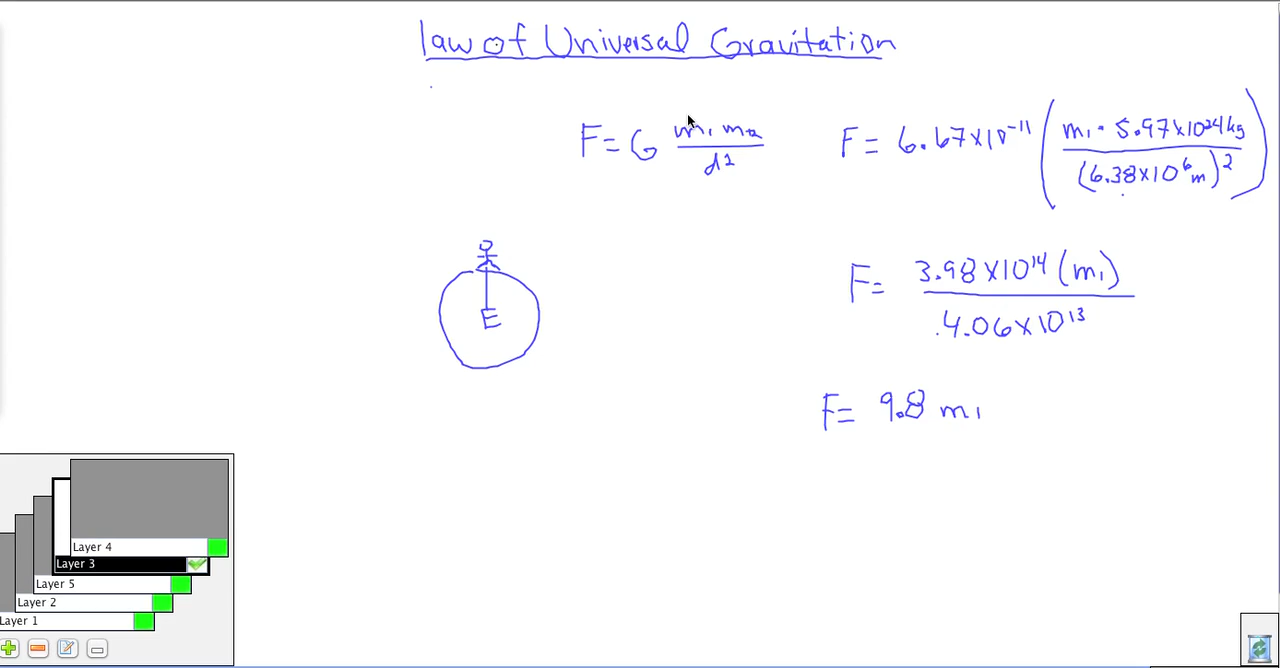 law of Universal Gravitation
F = G m₁ m₂ / d²
F = 6.67×10⁻¹¹ ( m₁ · 5.97×10²⁴ kg / (6.38×10⁶ m)² )
F = 3.98×10¹⁴ (m₁) / 4.06×10¹³
E
F = 9.8 m₁
Layer 4
Layer 3
Layer 5
Layer 2
Layer 1